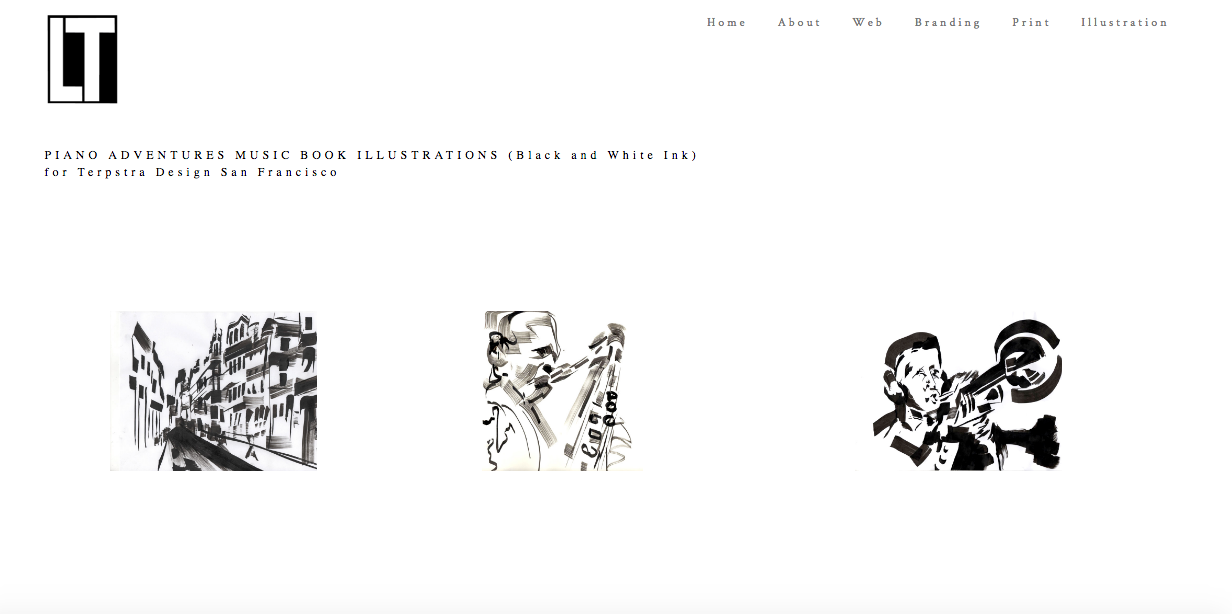 LT
Home About Web Branding Print Illustration
PIANO ADVENTURES MUSIC BOOK ILLUSTRATIONS (Black and White Ink)
for Terpstra Design San Francisco